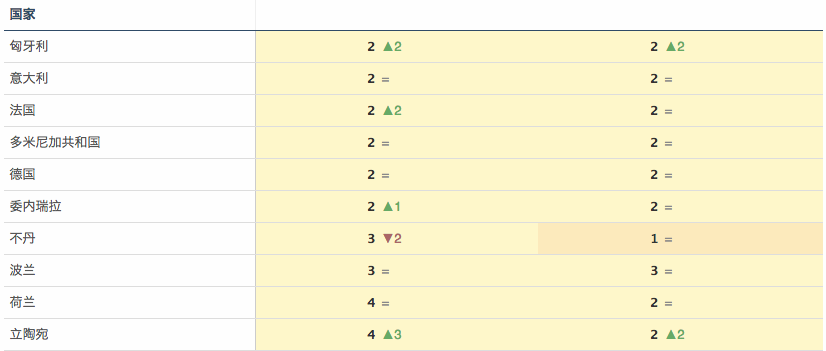 国家
匈牙利 2 ▲2 2 ▲2
意大利 2 = 2 =
法国 2 ▲2 2 =
多米尼加共和国 2 = 2 =
德国 2 = 2 =
委内瑞拉 2 ▲1 2 =
不丹 3 ▼2 1 =
波兰 3 = 3 =
荷兰 4 = 2 =
立陶宛 4 ▲3 2 ▲2